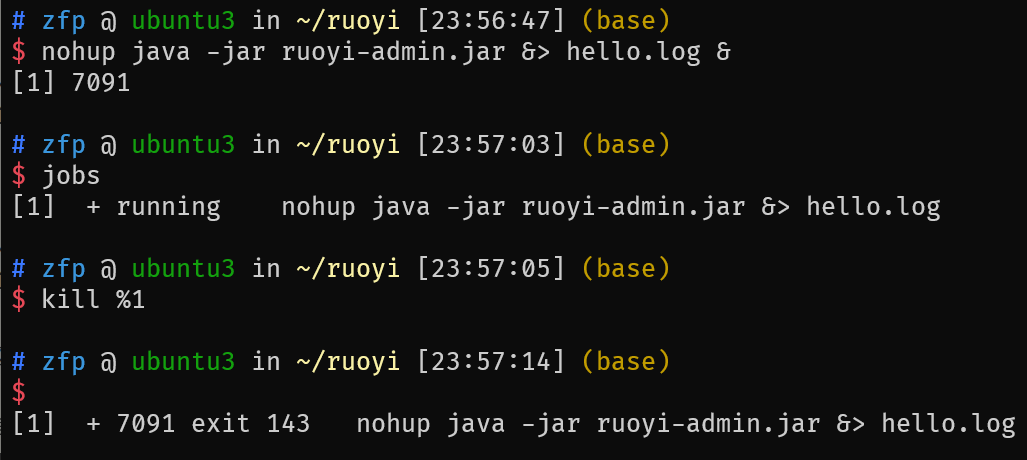 # zfp @ ubuntu3 in ~/ruoyi [23:56:47] (base)
$ nohup java -jar ruoyi-admin.jar &> hello.log &
[1] 7091
# zfp @ ubuntu3 in ~/ruoyi [23:57:03] (base)
$ jobs
[1]  + running    nohup java -jar ruoyi-admin.jar &> hello.log
# zfp @ ubuntu3 in ~/ruoyi [23:57:05] (base)
$ kill %1
# zfp @ ubuntu3 in ~/ruoyi [23:57:14] (base)
$
[1]  + 7091 exit 143   nohup java -jar ruoyi-admin.jar &> hello.log